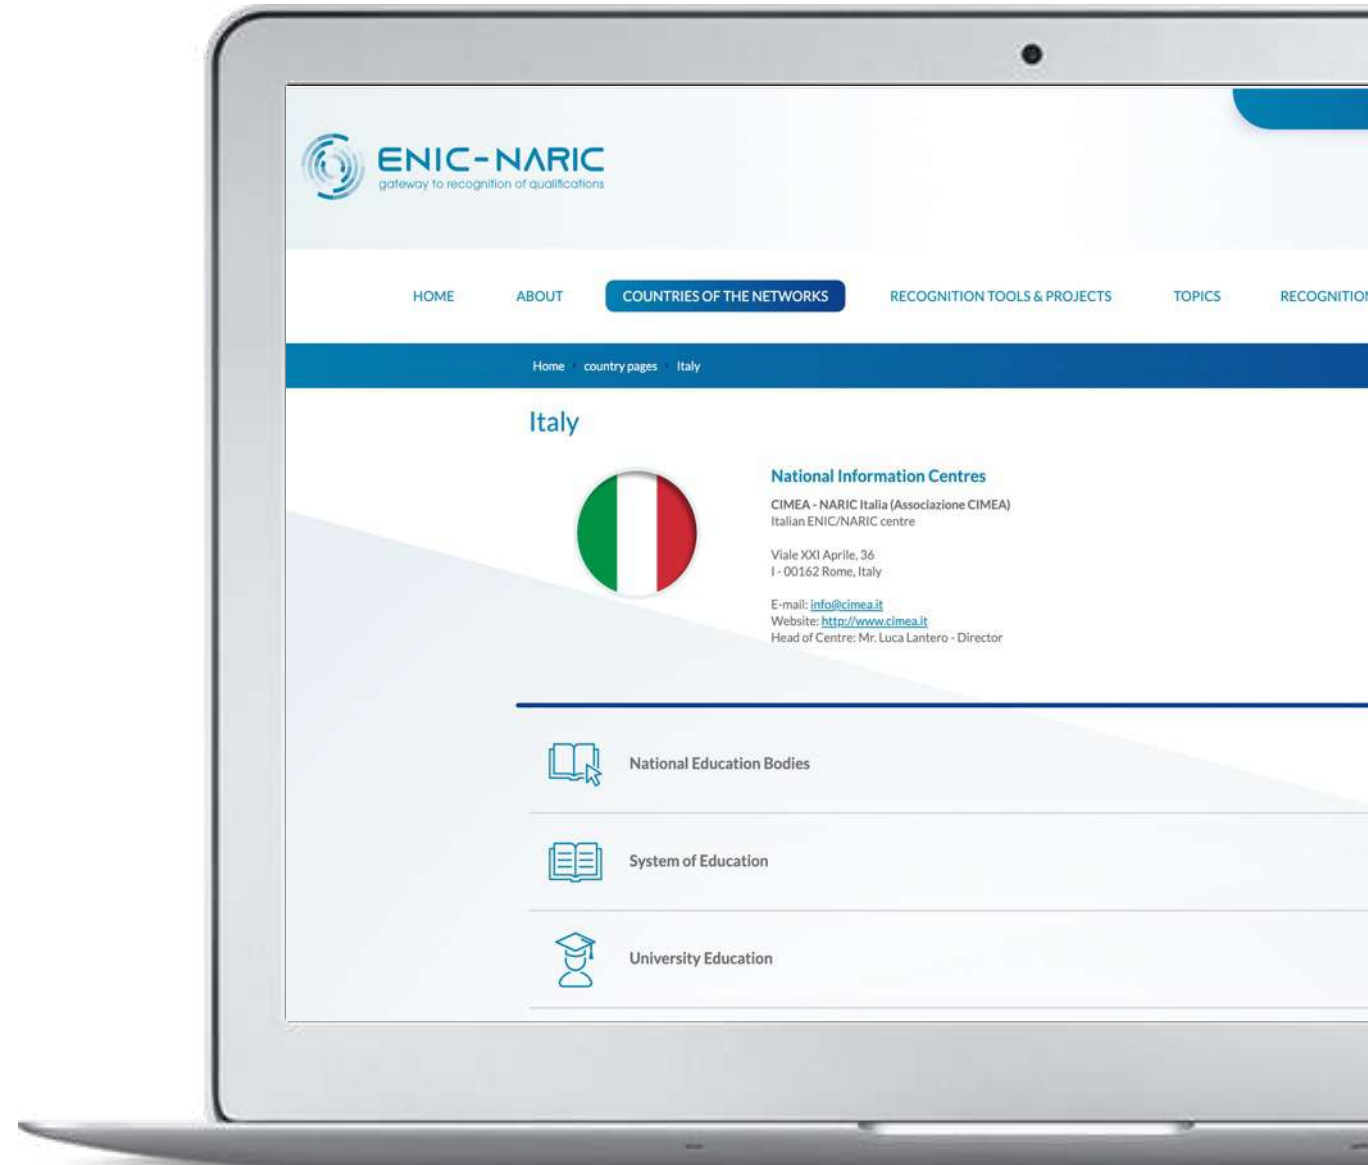 ENIC-NARIC
gateway to recognition of qualifications
HOME ABOUT COUNTRIES OF THE NETWORKS RECOGNITION TOOLS & PROJECTS TOPICS RECOGNITION
Home country pages Italy
Italy
National Information Centres
CIMEA - NARIC Italia (Associazione CIMEA)
Italian ENIC/NARIC centre
Viale XXI Aprile, 36
I - 00162 Rome, Italy
E-mail: info@cimea.it
Website: http://www.cimea.it
Head of Centre: Mr. Luca Lantero - Director
National Education Bodies
System of Education
University Education